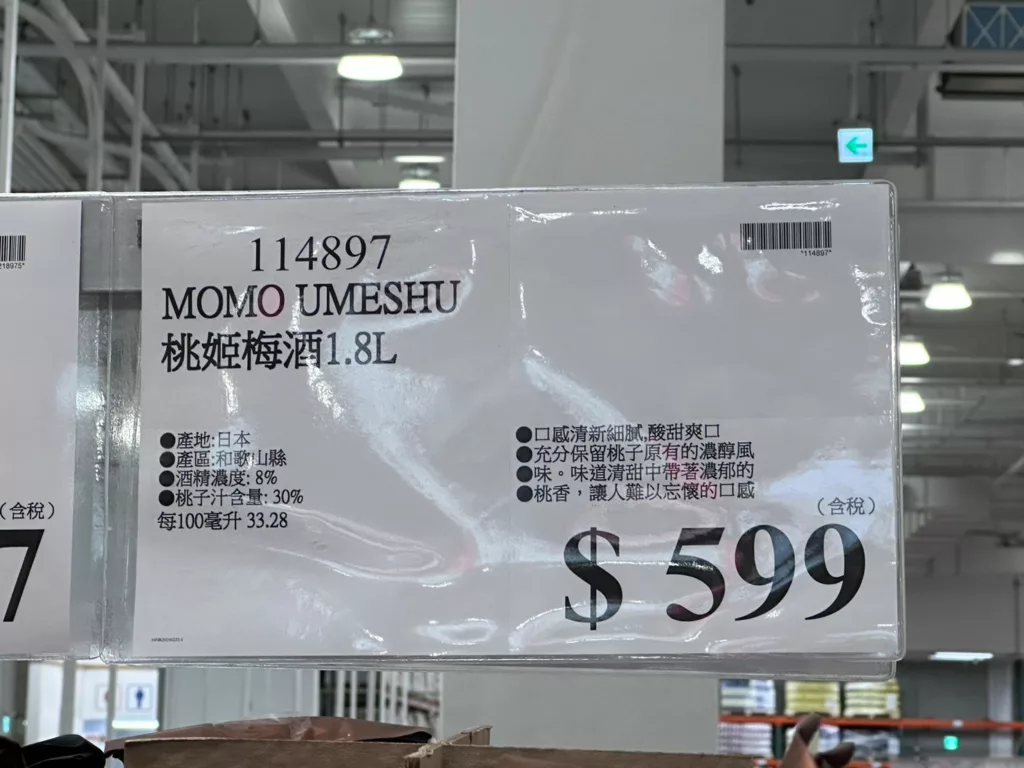 218975*
(含稅)
7
114897
MOMO UMESHU
桃姬梅酒1.8L
●產地:日本
●產區:和歌山縣
●酒精濃度: 8%
●桃子汁含量: 30%
每100毫升 33.28
*114897*
●口感清新細膩,酸甜爽口
●充分保留桃子原有的濃醇風
●味。味道清甜中帶著濃郁的
●桃香，讓人難以忘懷的口感
(含稅)
$ 599